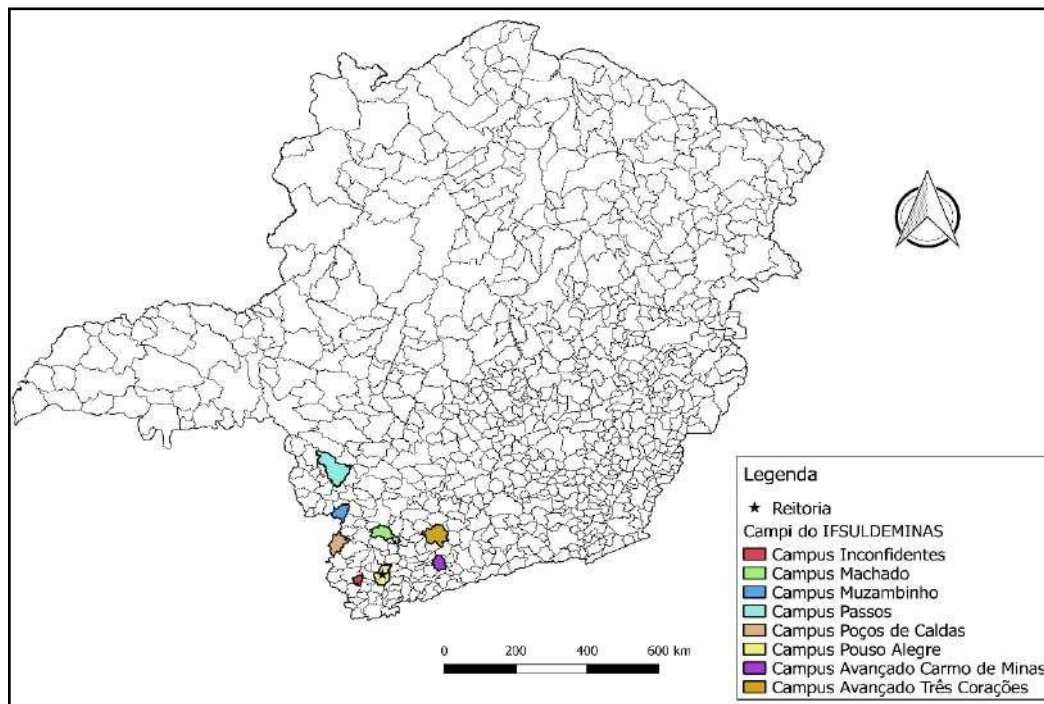 Legenda
Reitoria
Campi do IFSULDEMINAS
Campus Inconfidentes
Campus Machado
Campus Muzambinho
Campus Passos
Campus Poços de Caldas
Campus Pouso Alegre
Campus Avançado Carmo de Minas
Campus Avançado Três Corações
0 200 400 600 km